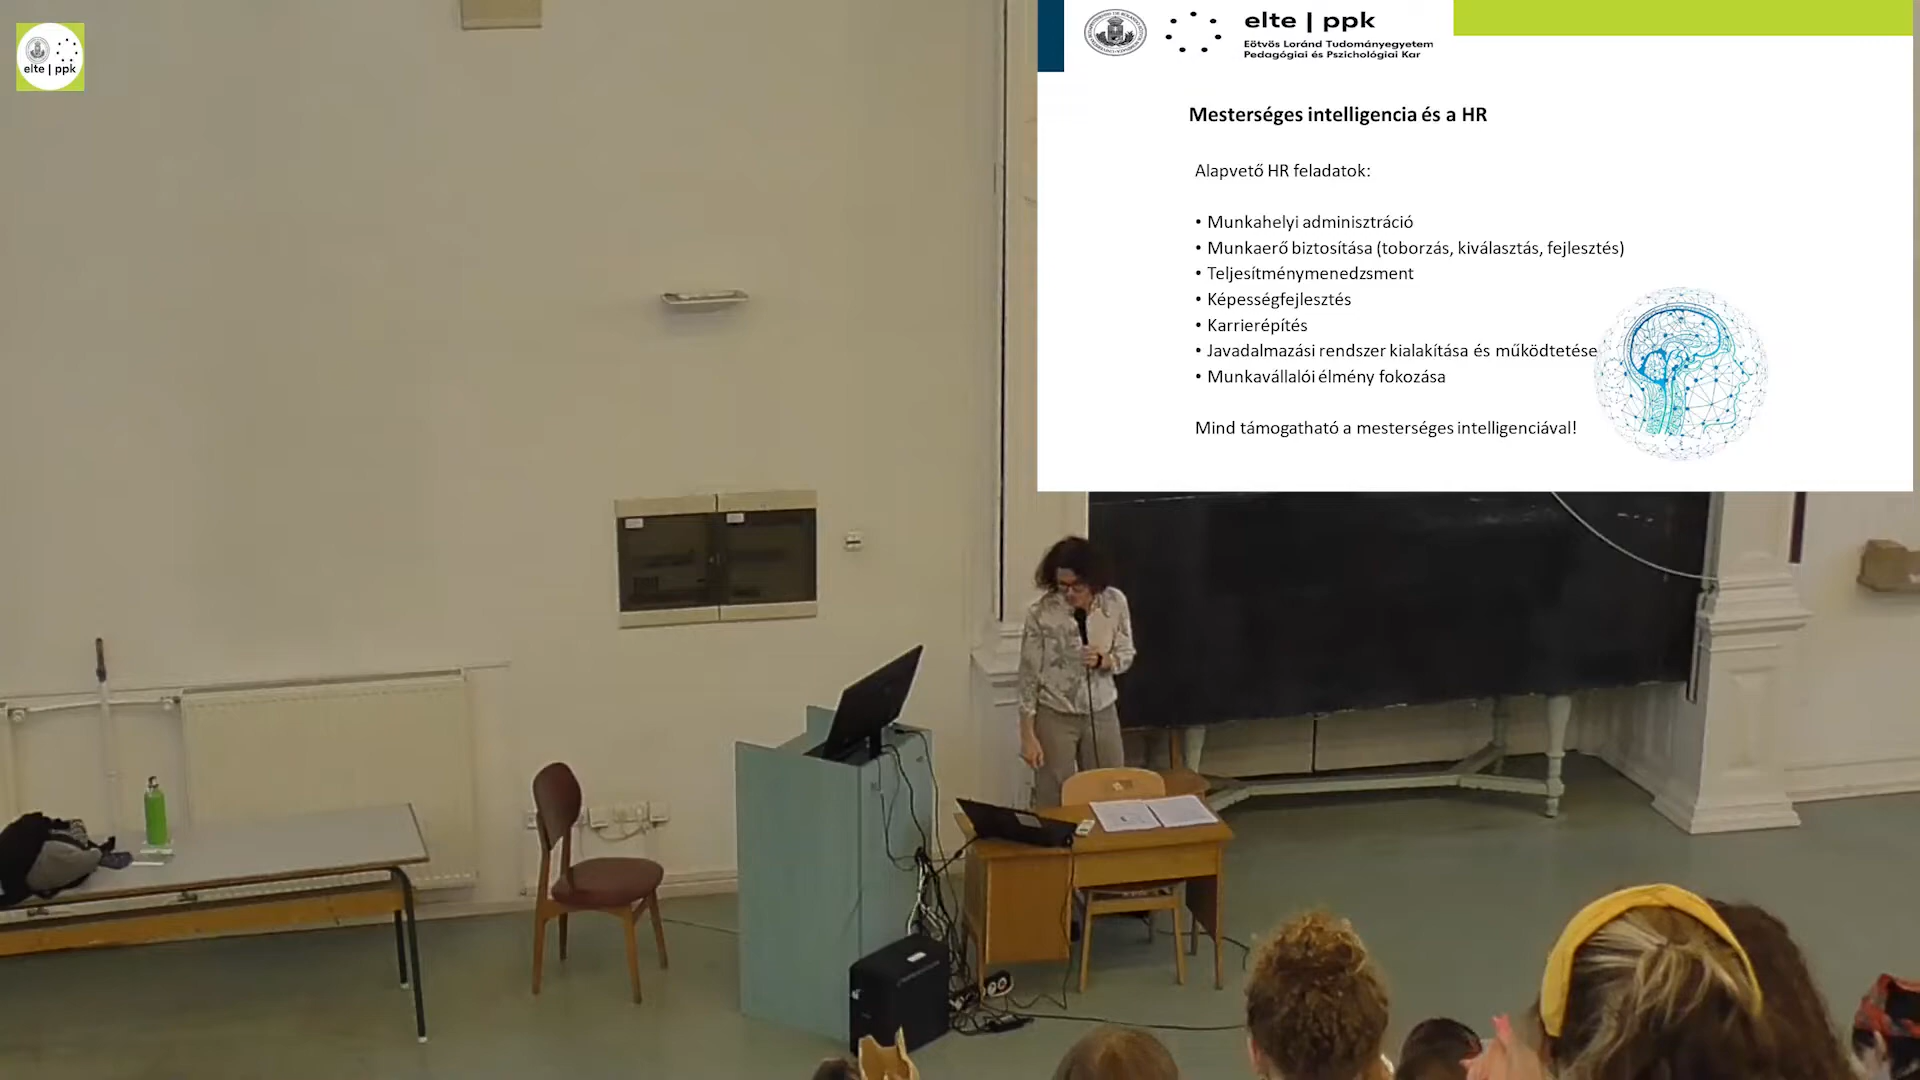 elte | ppk
elte | ppk
Eötvös Loránd Tudományegyetem
Pedagógiai és Pszichológiai Kar
Mesterséges intelligencia és a HR
Alapvető HR feladatok:
• Munkahelyi adminisztráció
• Munkaerő biztosítása (toborzás, kiválasztás, fejlesztés)
• Teljesítménymenedzsment
• Képességfejlesztés
• Karrierépítés
• Javadalmazási rendszer kialakítása és működtetése
• Munkavállalói élmény fokozása
Mind támogatható a mesterséges intelligenciával!